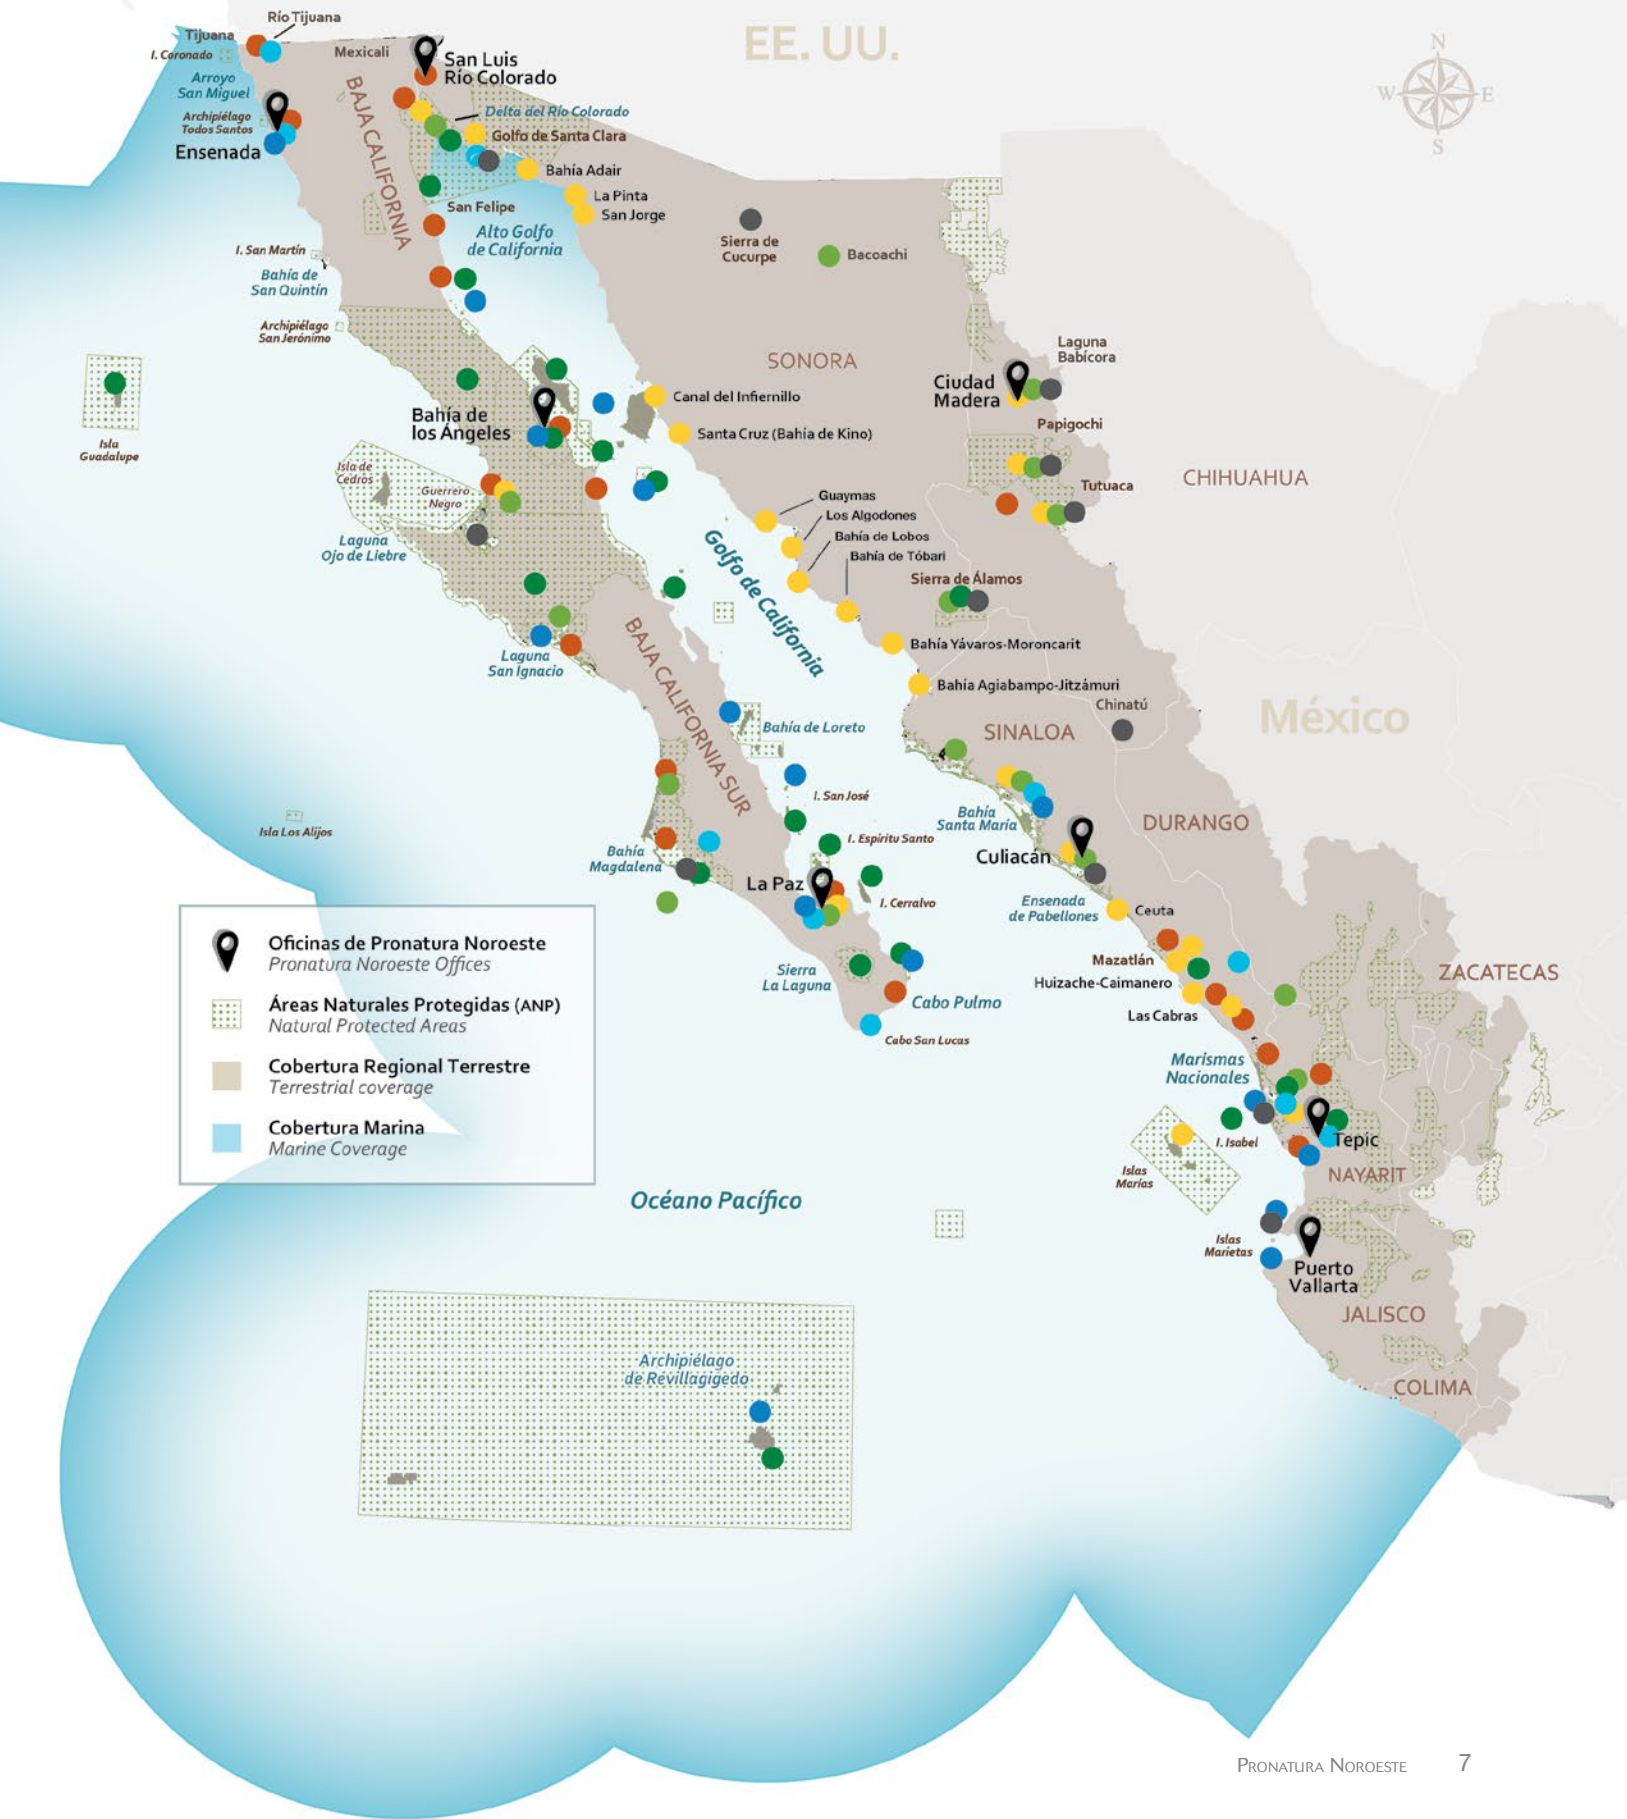 Río Tijuana
Tijuana
I. Coronado
Mexicali
EE. UU.
San Luis
Río Colorado
N
W
E
S
Arroyo
San Miguel
Archipiélago
Todos Santos
Ensenada
BAJA CALIFORNIA
Delta del Río Colorado
Golfo de Santa Clara
Bahía Adair
La Pinta
San Jorge
San Felipe
Alto Golfo
de California
Sierra de
Cucurpe
Bacoachi
I. San Martín
Bahía de
San Quintín
Archipiélago
San Jerónimo
SONORA
Laguna
Babícora
Ciudad
Madera
Papigochi
Tutuaca
CHIHUAHUA
Isla
Guadalupe
Bahía de
los Ángeles
Canal del Infiernillo
Santa Cruz (Bahía de Kino)
Isla de
Cedros
Guerrero
Negro
Laguna
Ojo de Liebre
Guaymas
Los Algodones
Bahía de Lobos
Bahía de Tóbari
Golfo de California
Sierra de Álamos
Bahía Yávaros-Moroncarit
Bahía Agiabampo-Jitzámuri
Laguna
San Ignacio
BAJA CALIFORNIA SUR
Bahía de Loreto
Chinatú
SINALOA
México
DURANGO
I. San José
I. Espíritu Santo
Isla Los Alijos
Bahía
Magdalena
La Paz
I. Cerralvo
Bahía
Santa María
Culiacán
Ensenada
de Pabellones
Ceuta
Mazatlán
Huizache-Caimanero
Las Cabras
ZACATECAS
Sierra
La Laguna
Cabo Pulmo
Cabo San Lucas
Marismas
Nacionales
I. Isabel
Tepic
Islas
Marías
NAYARIT
Islas
Marietas
Puerto
Vallarta
JALISCO
COLIMA
Oficinas de Pronatura Noroeste
Pronatura Noroeste Offices
Áreas Naturales Protegidas (ANP)
Natural Protected Areas
Cobertura Regional Terrestre
Terrestrial coverage
Cobertura Marina
Marine Coverage
Océano Pacífico
Archipiélago
de Revillagigedo
PRONATURA NOROESTE 7